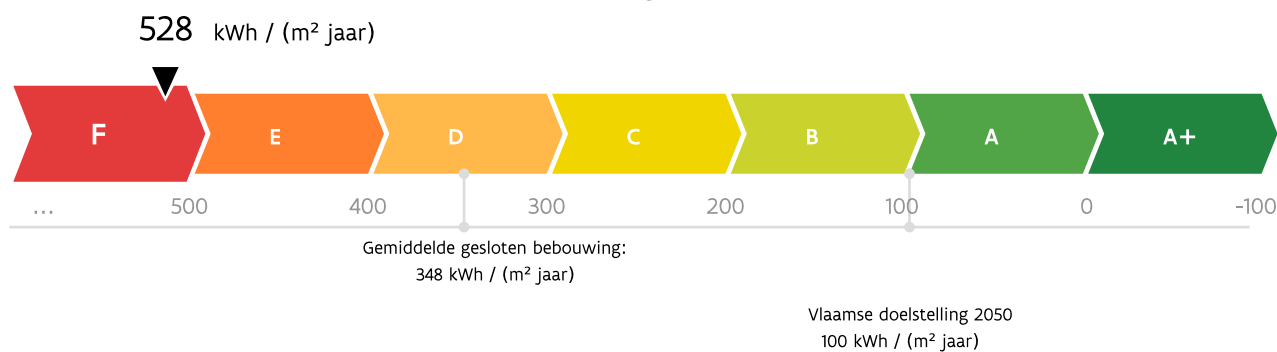 528 kWh / (m² jaar)
F E D C B A A+
... 500 400 300 200 100 0 -100
Gemiddelde gesloten bebouwing:
348 kWh / (m² jaar)
Vlaamse doelstelling 2050
100 kWh / (m² jaar)